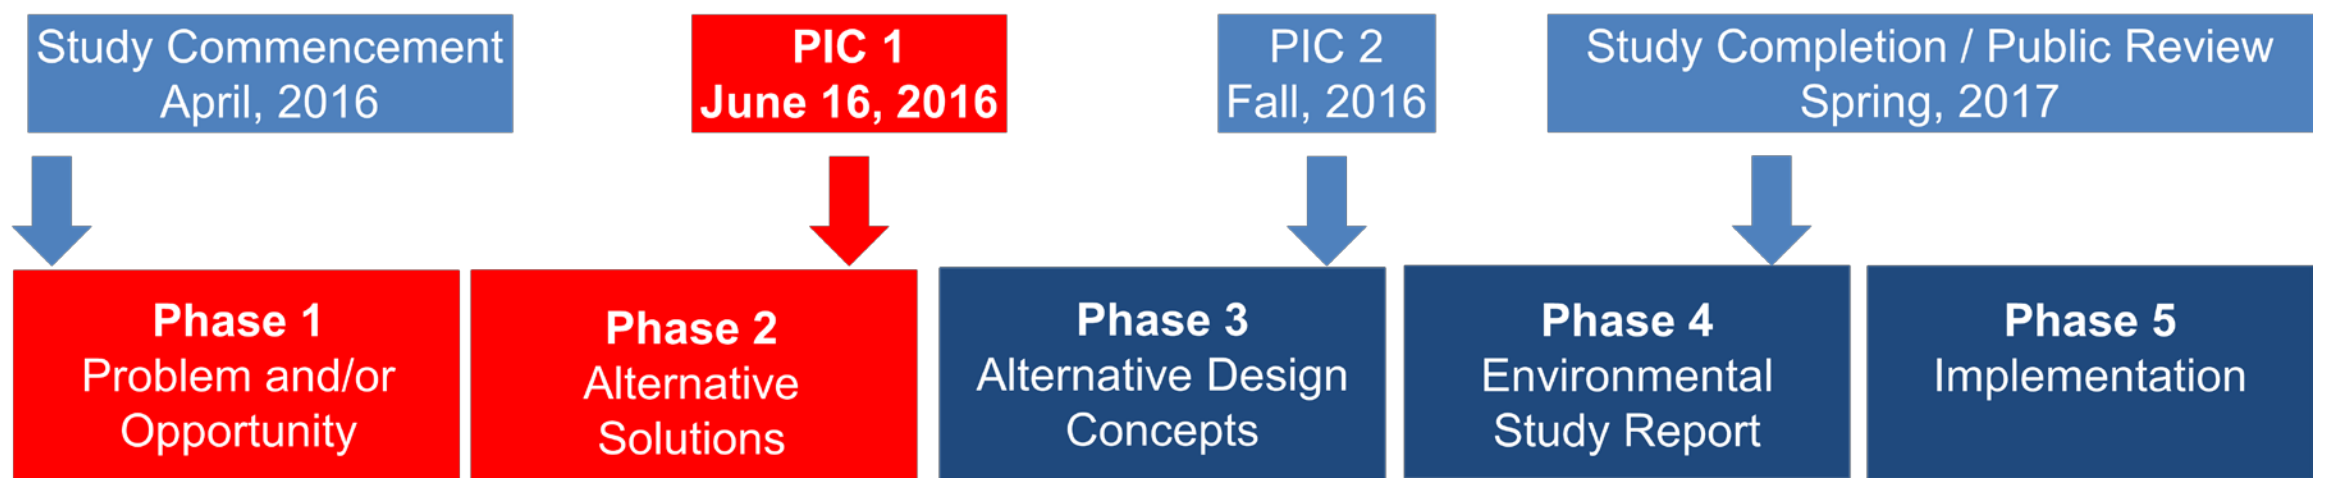 Study Commencement
April, 2016
PIC 1
June 16, 2016
PIC 2
Fall, 2016
Study Completion / Public Review
Spring, 2017
Phase 1
Problem and/or
Opportunity
Phase 2
Alternative
Solutions
Phase 3
Alternative Design
Concepts
Phase 4
Environmental
Study Report
Phase 5
Implementation